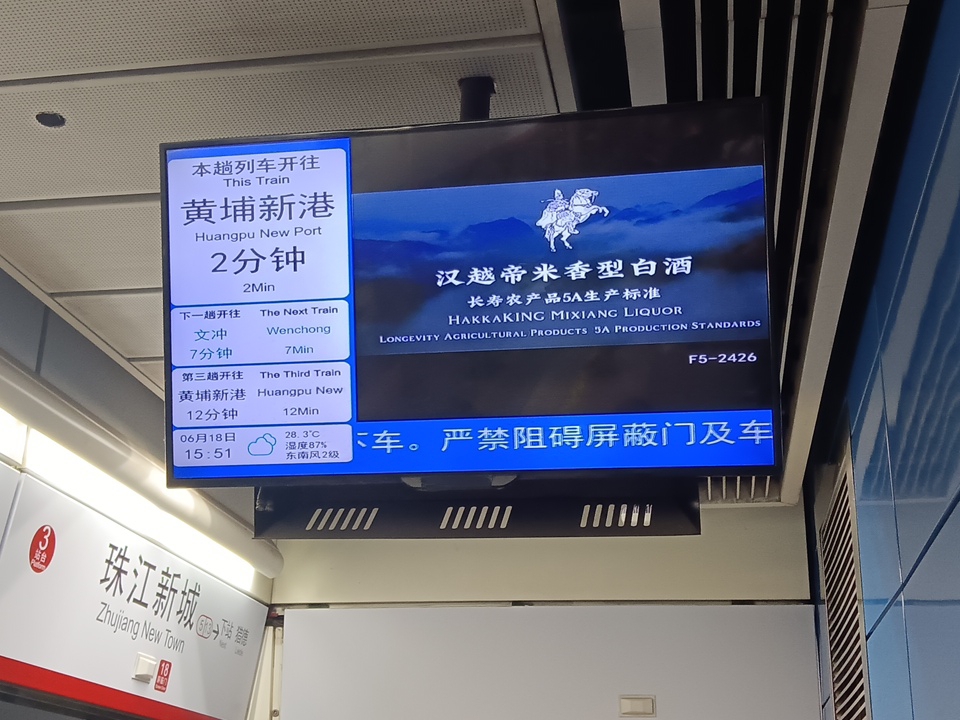 本趟列车开往
This Train
黄埔新港
Huangpu New Port
2分钟
2Min
下一趟开往 The Next Train
文冲 Wenchong
7分钟 7Min
第三趟开往 The Third Train
黄埔新港 Huangpu New
12分钟 12Min
06月18日
15:51
28.3℃
湿度87%
东南风2级
汉越帝米香型白酒
长寿农产品5A生产标准
HAKKAKING MIXIANG LIQUOR
LONGEVITY AGRICULTURAL PRODUCTS 5A PRODUCTION STANDARDS
F5-2426
下车。严禁阻碍屏蔽门及车
3
站台
Platform
珠江新城
Zhujiang New Town
下站 猎德
18